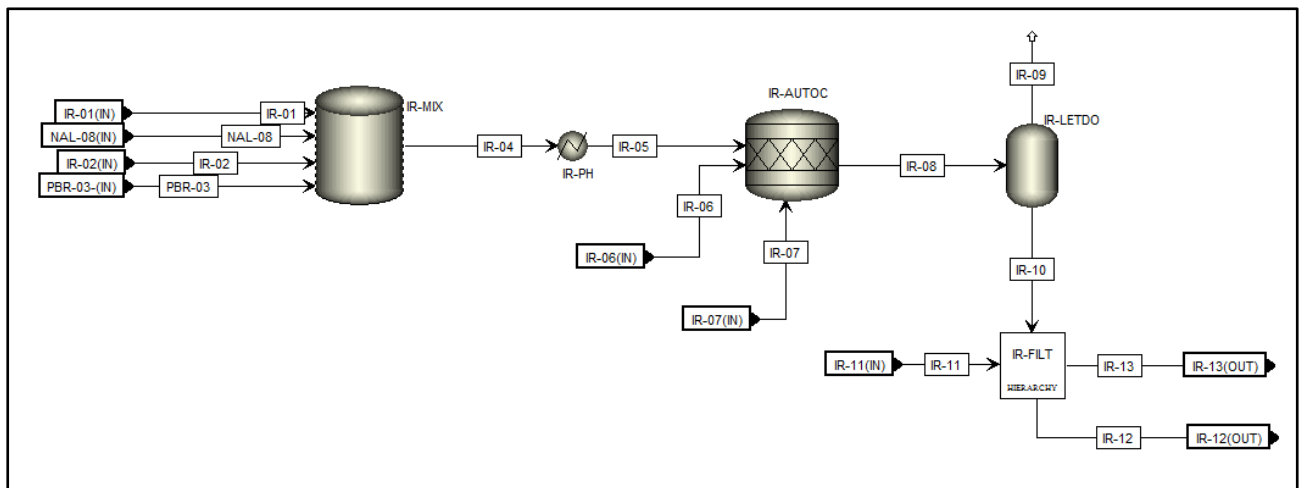 IR-09
IR-AUTOC
IR-LETDO
IR-01(IN)
IR-01
IR-MIX
NAL-08(IN)
NAL-08
IR-02(IN)
IR-02
PBR-03-(IN)
PBR-03
IR-04
IR-05
IR-PH
IR-08
IR-06
IR-06(IN)
IR-07
IR-07(IN)
IR-10
IR-11(IN)
IR-11
IR-FILT
HIERARCHY
IR-13
IR-13(OUT)
IR-12
IR-12(OUT)